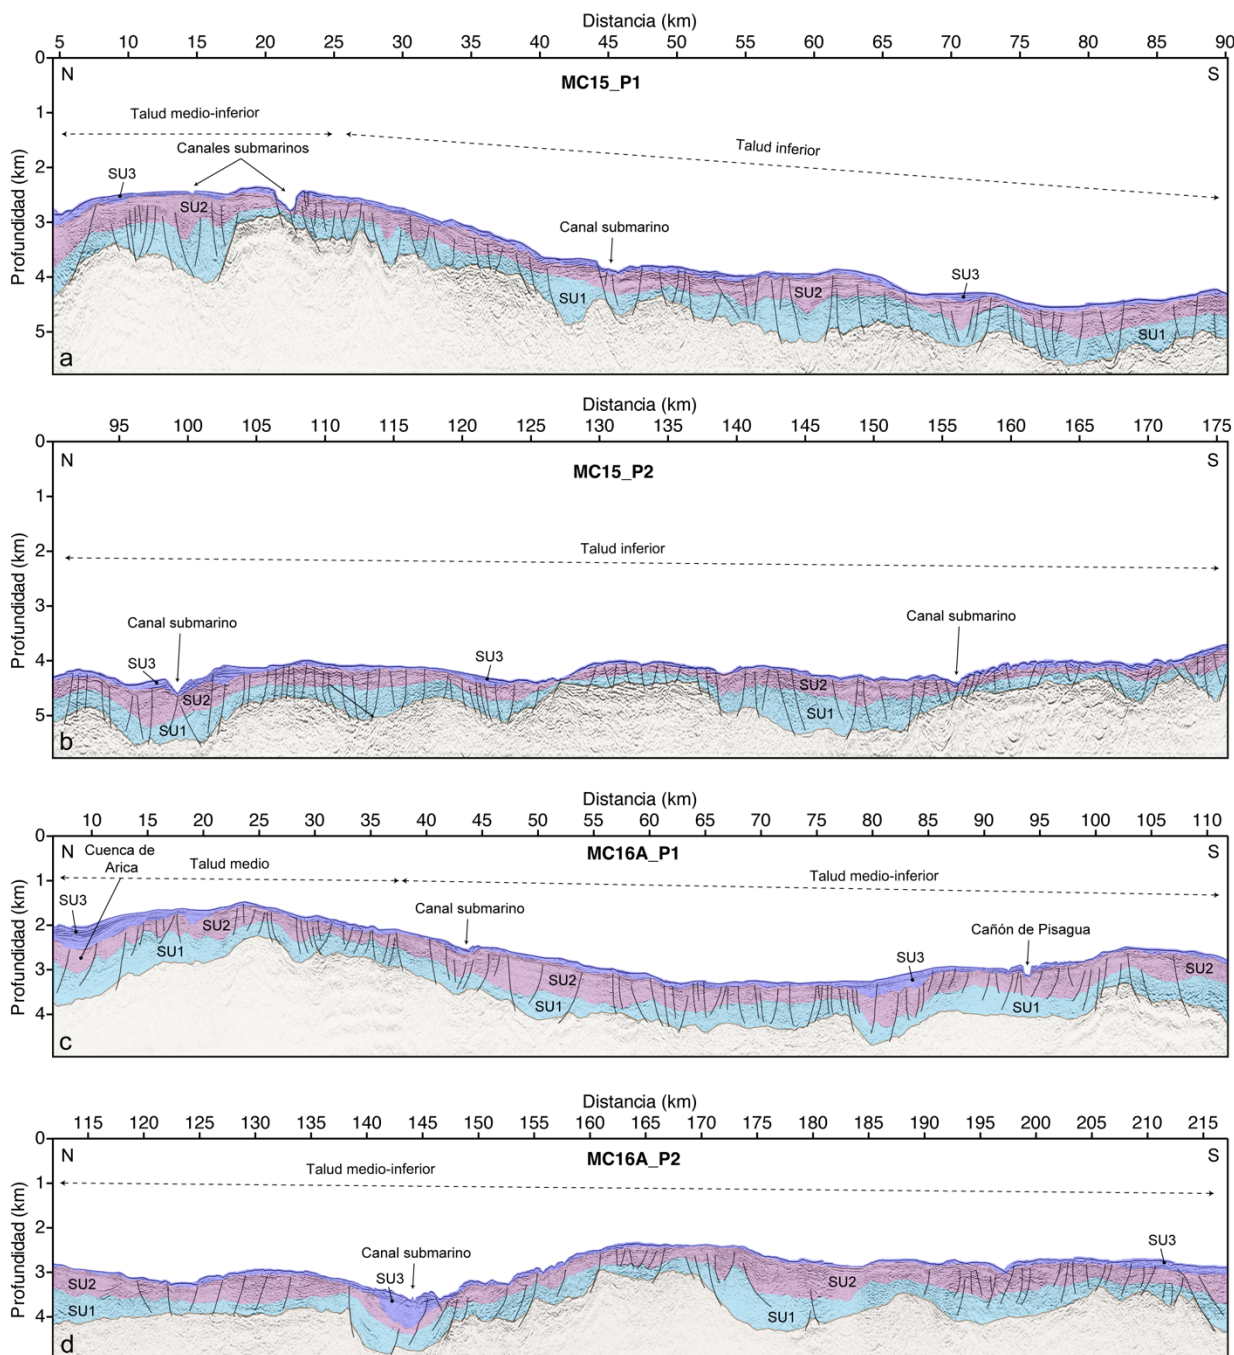 Distancia (km)
5 10 15 20 25 30 35 40 45 50 55 60 65 70 75 80 85 90
0
N
MC15_P1
S
1
Talud medio-inferior
Canales submarinos
Talud inferior
2
SU3
SU2
Profundidad (km)
3
Canal submarino
4
SU1
SU2
SU3
5
SU1
a
Distancia (km)
95 100 105 110 115 120 125 130 135 140 145 150 155 160 165 170 175
0
N
MC15_P2
S
1
2
Talud inferior
Profundidad (km)
3
Canal submarino
Canal submarino
SU3
SU3
4
SU2
SU2
5
SU1
SU1
b
Distancia (km)
10 15 20 25 30 35 40 45 50 55 60 65 70 75 80 85 90 95 100 105 110
0
N
MC16A_P1
S
Cuenca de
Arica
Talud medio
Talud medio-inferior
1
SU3
Canal submarino
Cañón de Pisagua
2
SU2
Profundidad (km)
SU1
SU3
3
SU2
SU2
SU1
SU1
4
c
Distancia (km)
115 120 125 130 135 140 145 150 155 160 165 170 175 180 185 190 195 200 205 210 215
0
N
MC16A_P2
S
Talud medio-inferior
1
2
Canal submarino
SU3
SU3
Profundidad (km)
3
SU2
SU2
SU1
SU1
4
d